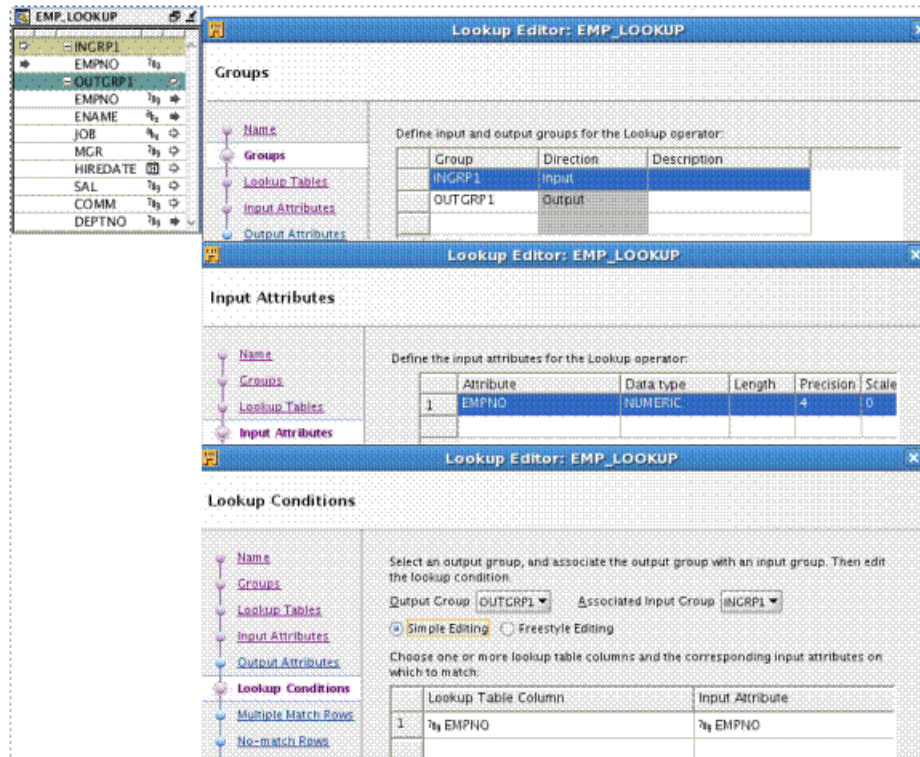 EMP_LOOKUP
INGRP1
EMPNO
OUTGRP1
EMPNO
ENAME
JOB
MGR
HIREDATE
SAL
COMM
DEPTNO
Lookup Editor: EMP_LOOKUP
Groups
Name
Groups
Lookup Tables
Input Attributes
Output Attributes
Define input and output groups for the Lookup operator:
Group Direction Description
INGRP1 Input
OUTGRP1 Output
Lookup Editor: EMP_LOOKUP
Input Attributes
Name
Groups
Lookup Tables
Input Attributes
Define the input attributes for the Lookup operator:
Attribute Data type Length Precision Scale
1 EMPNO NUMERIC 4 0
Lookup Editor: EMP_LOOKUP
Lookup Conditions
Name
Groups
Lookup Tables
Input Attributes
Output Attributes
Lookup Conditions
Multiple Match Rows
No-match Rows
Select an output group, and associate the output group with an input group. Then edit
the lookup condition.
Output Group OUTGRP1 Associated Input Group INGRP1
Simple Editing Freestyle Editing
Choose one or more lookup table columns and the corresponding input attributes on
which to match:
Lookup Table Column Input Attribute
1 789 EMPNO 789 EMPNO